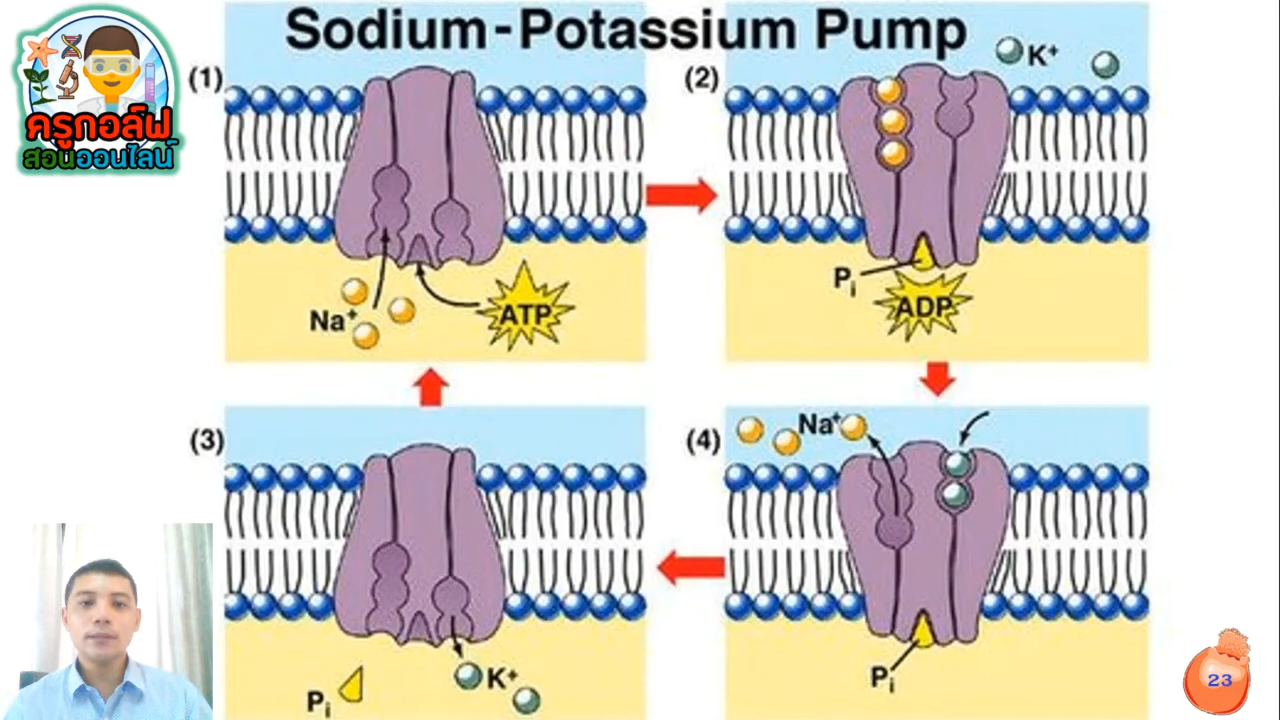 Sodium-Potassium Pump
ครูกอล์ฟ
สอนออนไลน์
(1)
Na⁺
ATP
(2)
K⁺
Pi
ADP
(3)
Pi
K⁺
(4)
Na⁺
Pi
23